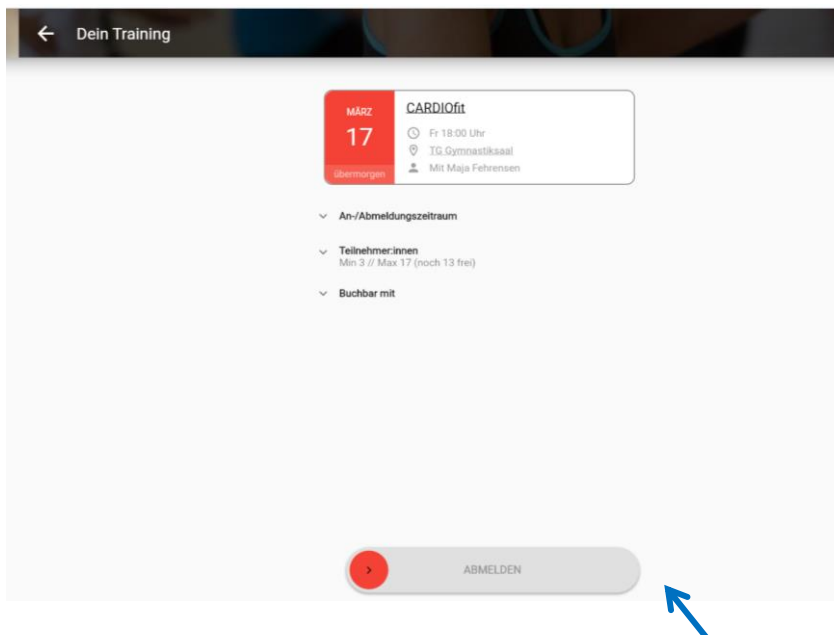 Dein Training
MÄRZ
17
übermorgen
CARDIOfit
Fr 18:00 Uhr
TG Gymnastiksaal
Mit Maja Fehrensen
An-/Abmeldungszeitraum
Teilnehmer:innen
Min 3 // Max 17 (noch 13 frei)
Buchbar mit
ABMELDEN